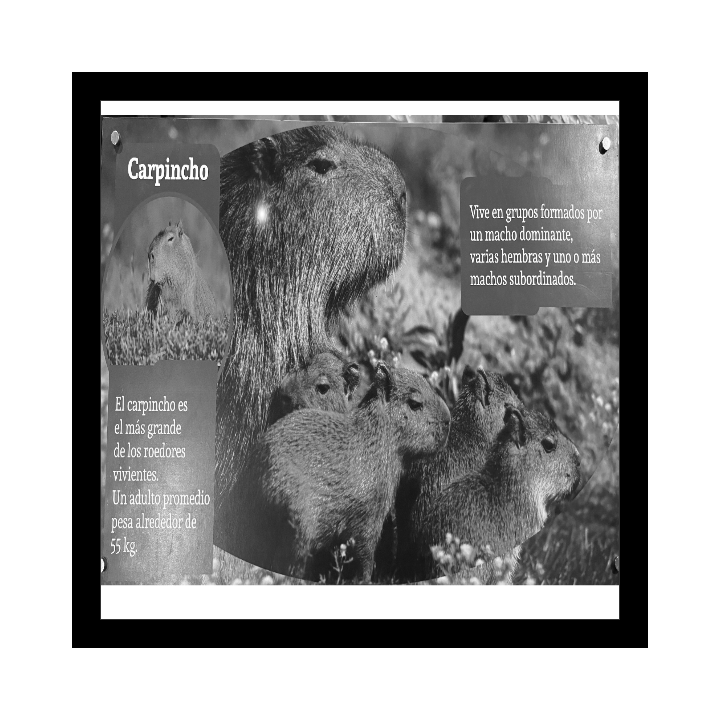 Carpincho
El carpincho es
el más grande
de los roedores
vivientes.
Un adulto promedio
pesa alrededor de
55 kg.
Vive en grupos formados por
un macho dominante,
varias hembras y uno o más
machos subordinados.